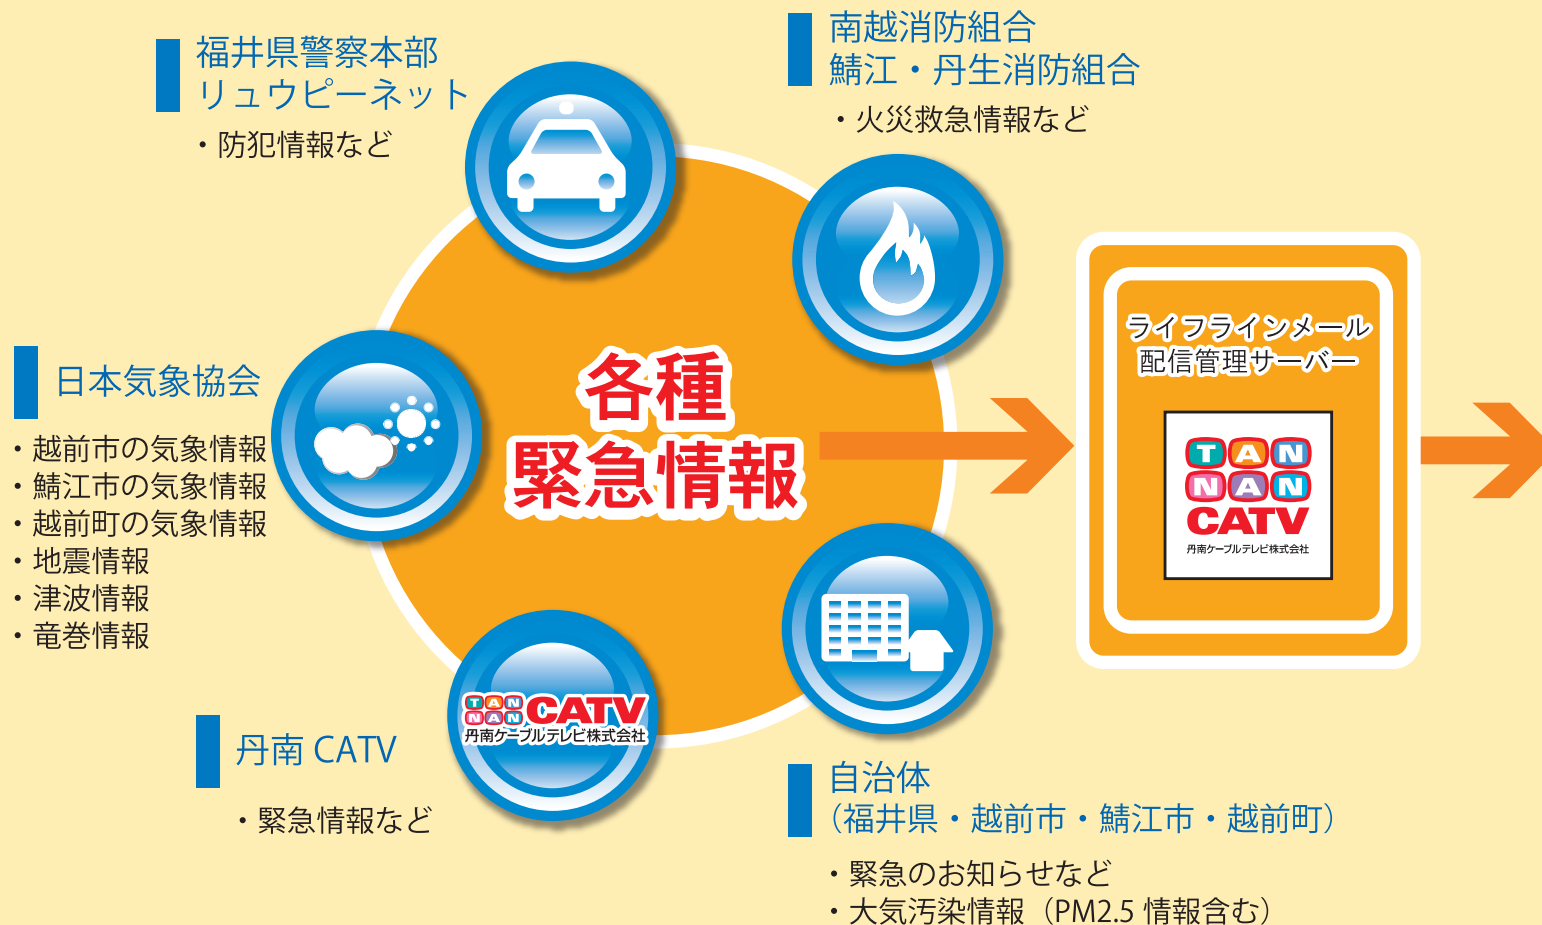 福井県警察本部
リュウピーネット
・防犯情報など
南越消防組合
鯖江・丹生消防組合
・火災救急情報など
日本気象協会
・越前市の気象情報
・鯖江市の気象情報
・越前町の気象情報
・地震情報
・津波情報
・竜巻情報
各種
緊急情報
ライフラインメール
配信管理サーバー
TAN
NAN
CATV
丹南ケーブルテレビ株式会社
TAN
NAN
CATV
丹南ケーブルテレビ株式会社
丹南 CATV
・緊急情報など
自治体
（福井県・越前市・鯖江市・越前町）
・緊急のお知らせなど
・大気汚染情報（PM2.5 情報含む）